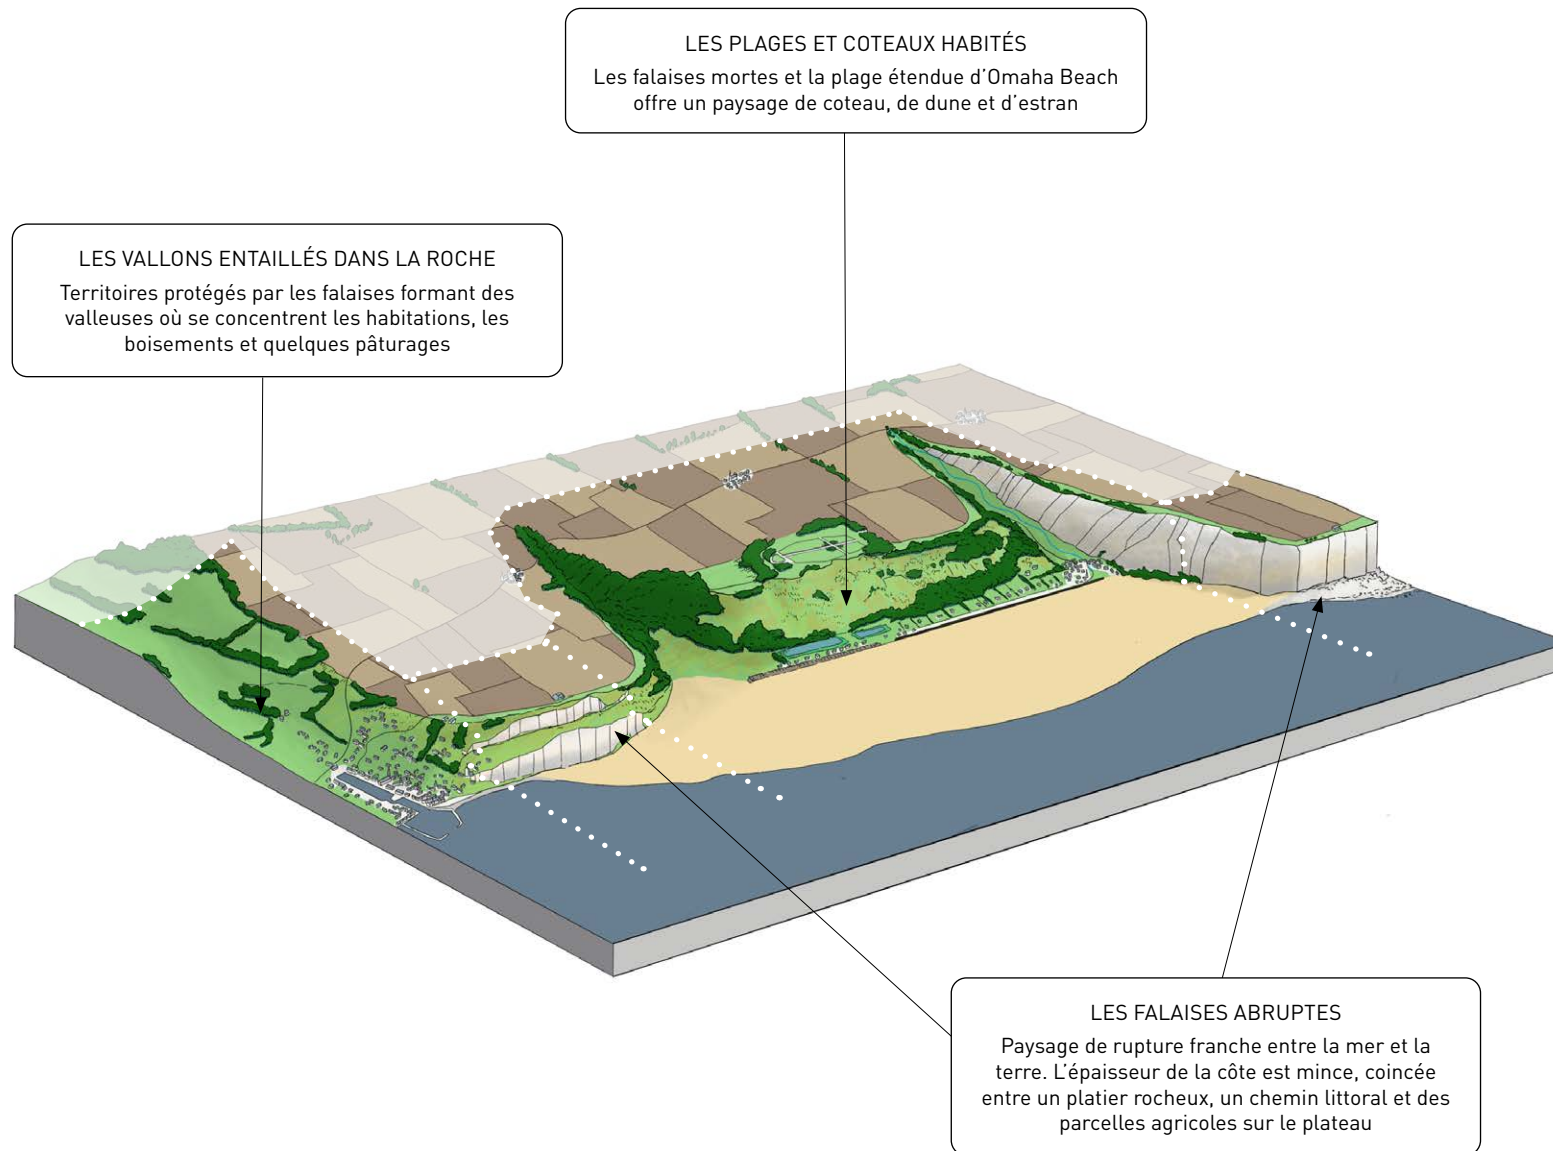 LES PLAGES ET COTEAUX HABITÉS
Les falaises mortes et la plage étendue d'Omaha Beach
offre un paysage de coteau, de dune et d'estran
LES VALLONS ENTAILLÉS DANS LA ROCHE
Territoires protégés par les falaises formant des
valleuses où se concentrent les habitations, les
boisements et quelques pâturages
LES FALAISES ABRUPTES
Paysage de rupture franche entre la mer et la
terre. L'épaisseur de la côte est mince, coincée
entre un platier rocheux, un chemin littoral et des
parcelles agricoles sur le plateau